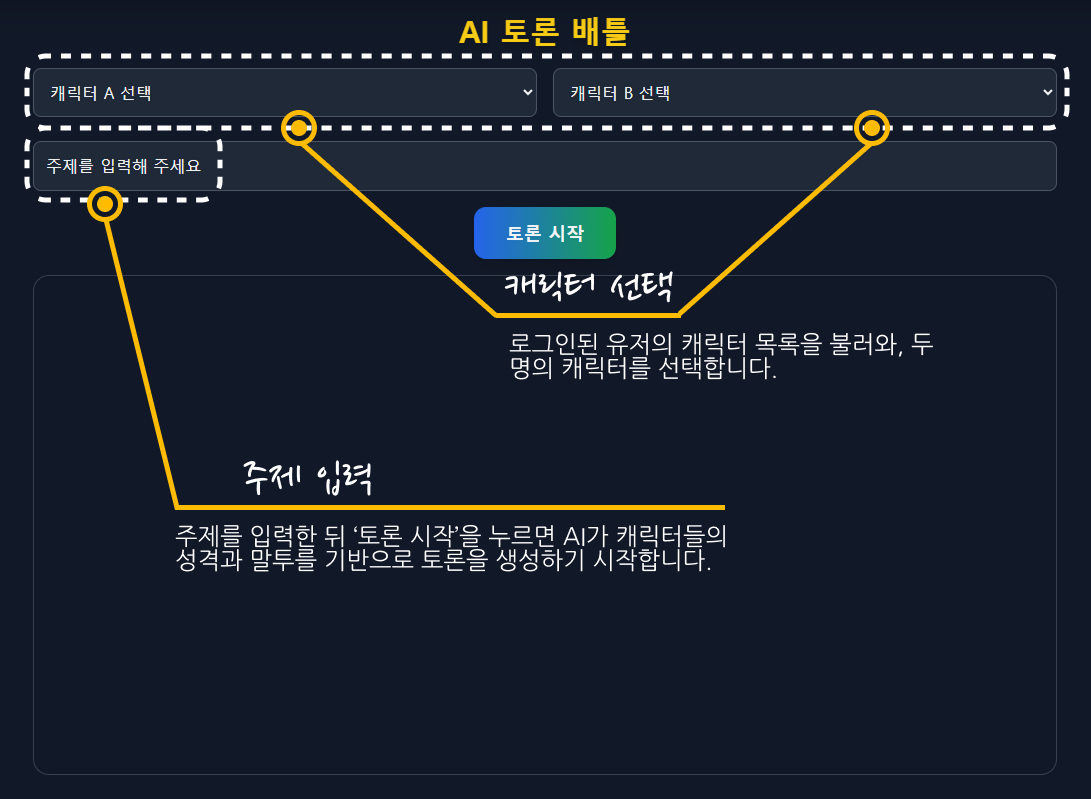 AI 토론 배틀
캐릭터 A 선택
캐릭터 B 선택
주제를 입력해 주세요
토론 시작
캐릭터 선택
로그인된 유저의 캐릭터 목록을 불러와, 두
명의 캐릭터를 선택합니다.
주제 입력
주제를 입력한 뒤 ‘토론 시작’을 누르면 AI가 캐릭터들의
성격과 말투를 기반으로 토론을 생성하기 시작합니다.